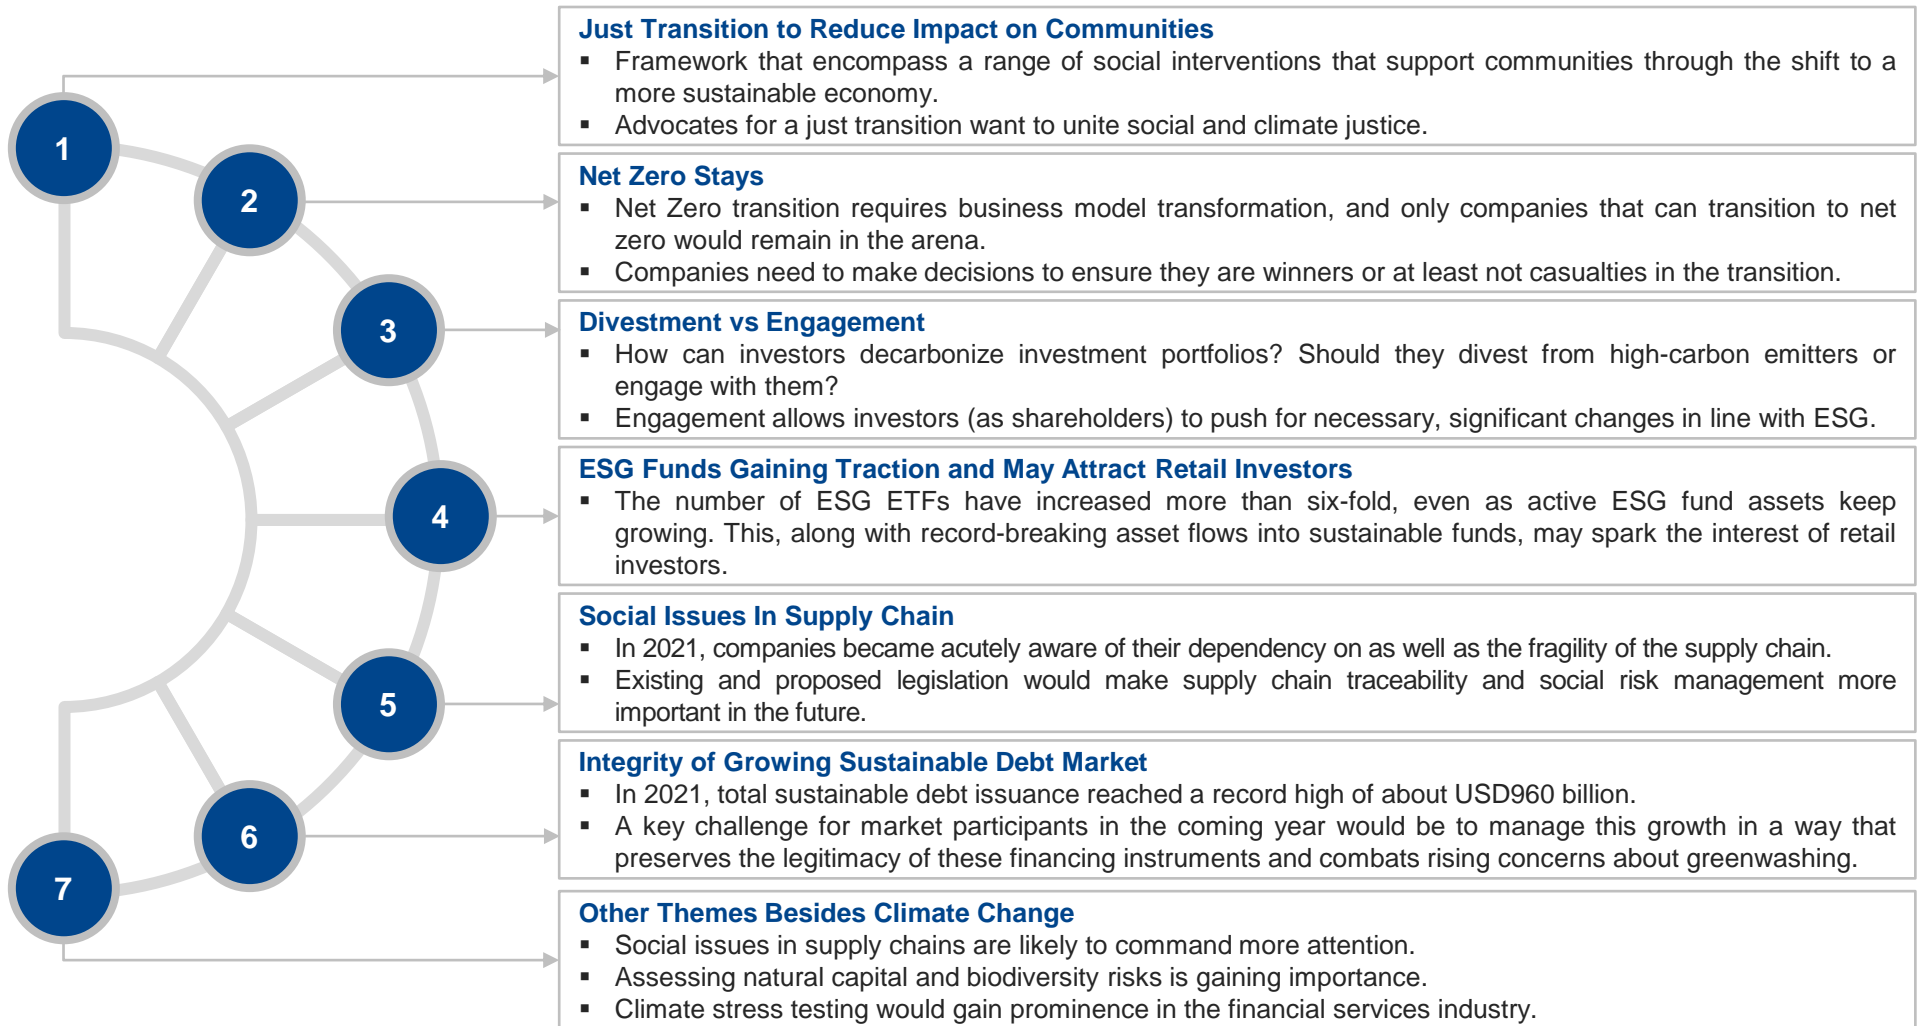 1
Just Transition to Reduce Impact on Communities
▪ Framework that encompass a range of social interventions that support communities through the shift to a
more sustainable economy.
▪ Advocates for a just transition want to unite social and climate justice.
2
Net Zero Stays
▪ Net Zero transition requires business model transformation, and only companies that can transition to net
zero would remain in the arena.
▪ Companies need to make decisions to ensure they are winners or at least not casualties in the transition.
3
Divestment vs Engagement
▪ How can investors decarbonize investment portfolios? Should they divest from high-carbon emitters or
engage with them?
▪ Engagement allows investors (as shareholders) to push for necessary, significant changes in line with ESG.
4
ESG Funds Gaining Traction and May Attract Retail Investors
▪ The number of ESG ETFs have increased more than six-fold, even as active ESG fund assets keep
growing. This, along with record-breaking asset flows into sustainable funds, may spark the interest of retail
investors.
5
Social Issues In Supply Chain
▪ In 2021, companies became acutely aware of their dependency on as well as the fragility of the supply chain.
▪ Existing and proposed legislation would make supply chain traceability and social risk management more
important in the future.
6
Integrity of Growing Sustainable Debt Market
▪ In 2021, total sustainable debt issuance reached a record high of about USD960 billion.
▪ A key challenge for market participants in the coming year would be to manage this growth in a way that
preserves the legitimacy of these financing instruments and combats rising concerns about greenwashing.
7
Other Themes Besides Climate Change
▪ Social issues in supply chains are likely to command more attention.
▪ Assessing natural capital and biodiversity risks is gaining importance.
▪ Climate stress testing would gain prominence in the financial services industry.